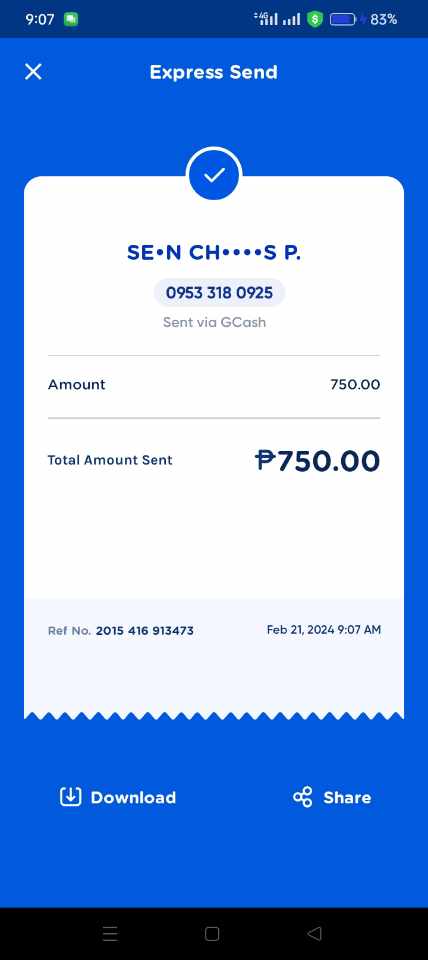 9:07 4G 83%
Express Send
SE•N CH••••S P.
0953 318 0925
Sent via GCash
Amount 750.00
Total Amount Sent ₱750.00
Ref No. 2015 416 913473 Feb 21, 2024 9:07 AM
Download Share